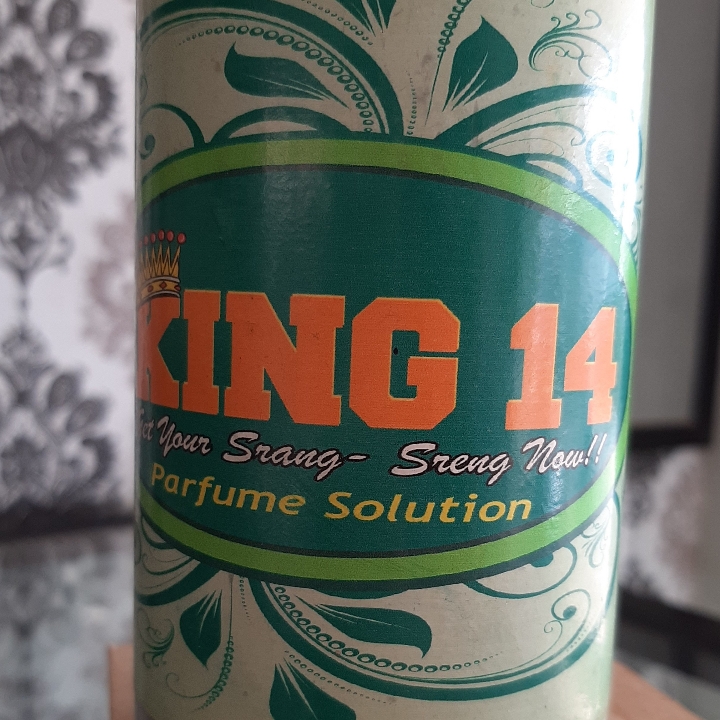 KING 14
Get Your Srang- Sreng Now!!
Parfume Solution